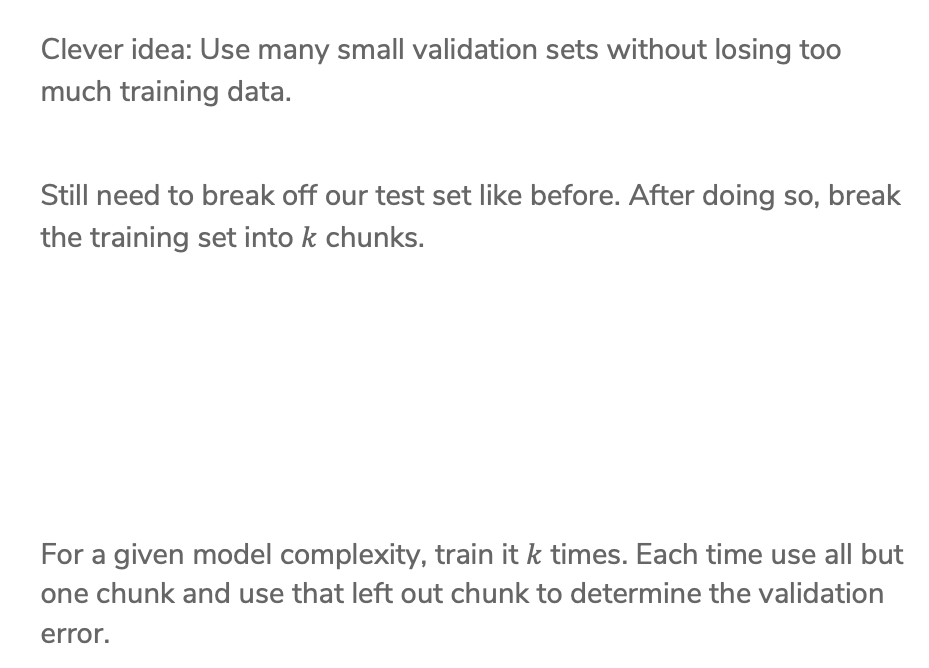 Clever idea: Use many small validation sets without losing too
much training data.
Still need to break off our test set like before. After doing so, break
the training set into k chunks.
For a given model complexity, train it k times. Each time use all but
one chunk and use that left out chunk to determine the validation
error.